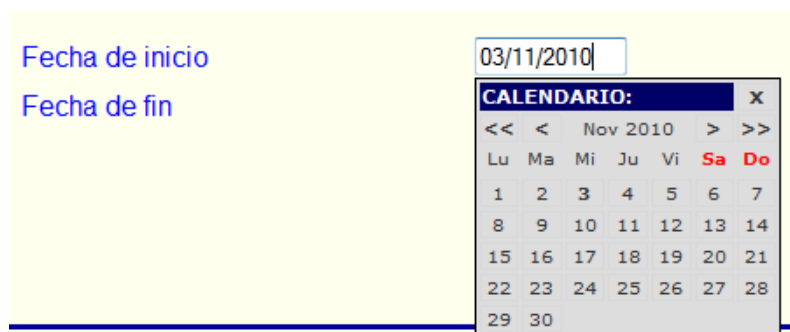 Fecha de inicio 03/11/2010
Fecha de fin
CALENDARIO: x
<< < Nov 2010 > >>
Lu Ma Mi Ju Vi Sa Do
1 2 3 4 5 6 7
8 9 10 11 12 13 14
15 16 17 18 19 20 21
22 23 24 25 26 27 28
29 30